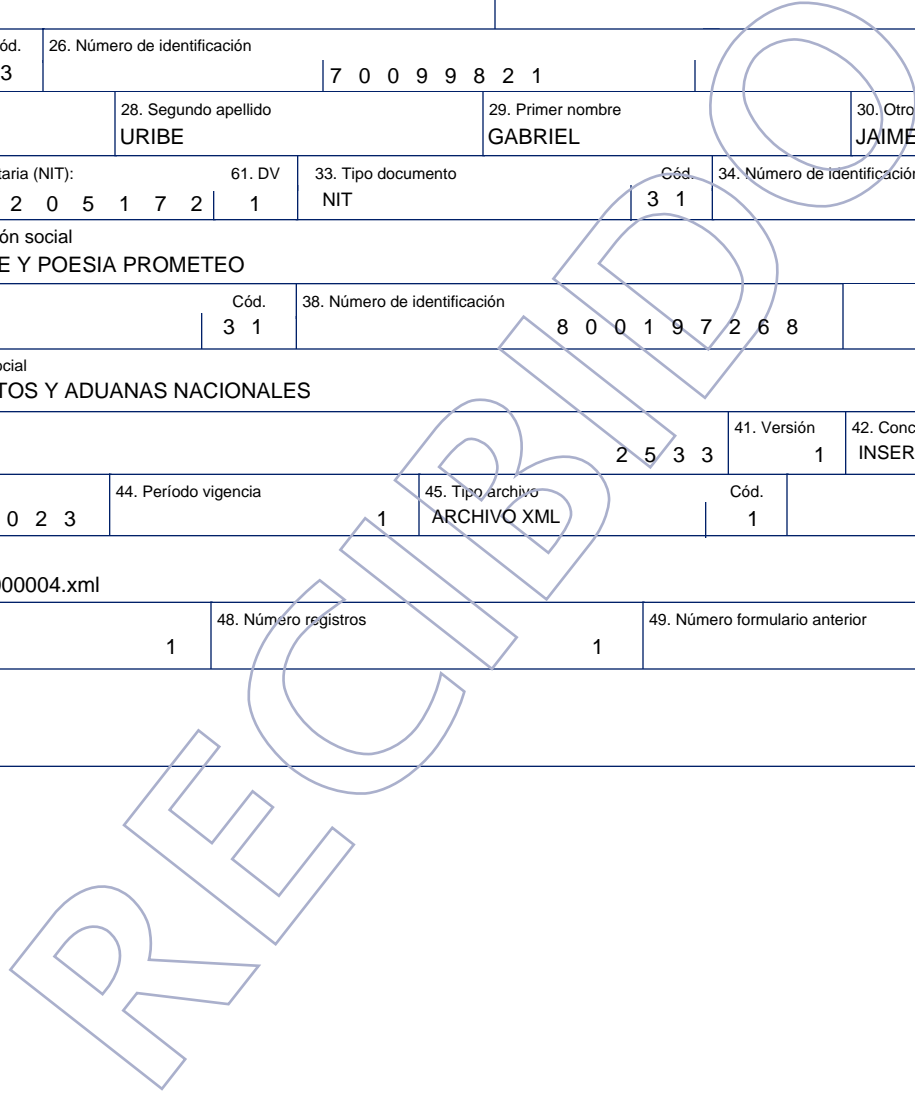 ód. 26. Número de identificación
3 7 0 0 9 9 8 2 1
28. Segundo apellido 29. Primer nombre 30. Otro
URIBE GABRIEL JAIME
taria (NIT): 61. DV 33. Tipo documento Cód. 34. Número de identificación
2 0 5 1 7 2 1 NIT 3 1
ón social
E Y POESIA PROMETEO
Cód. 38. Número de identificación
3 1 8 0 0 1 9 7 2 6 8
ocial
TOS Y ADUANAS NACIONALES
41. Versión 42. Conc
2 5 3 3 1 INSER
44. Período vigencia 45. Tipo archivo Cód.
0 2 3 1 ARCHIVO XML 1
000004.xml
48. Número registros 49. Número formulario anterior
1 1
RECIBIDO